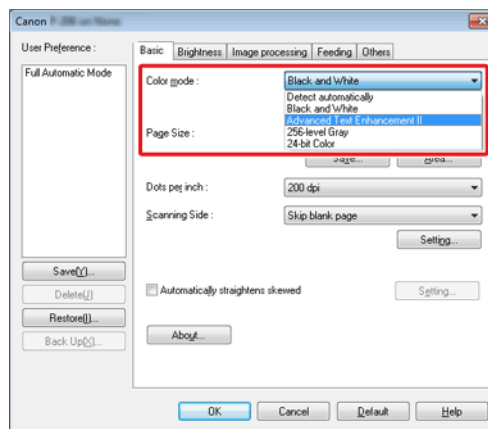 Canon
User Preference :
Full Automatic Mode
Save(Y)...
Delete(J)
Restore(I)...
Back Up(X)...
Basic
Brightness
Image processing
Feeding
Others
Color mode :
Black and White
Detect automatically
Black and White
Advanced Text Enhancement II
256-level Gray
24-bit Color
Page Size :
Save...
Area...
Dots per inch :
200 dpi
Scanning Side :
Skip blank page
Setting...
Automatically straightens skewed
Setting...
About...
OK
Cancel
Default
Help